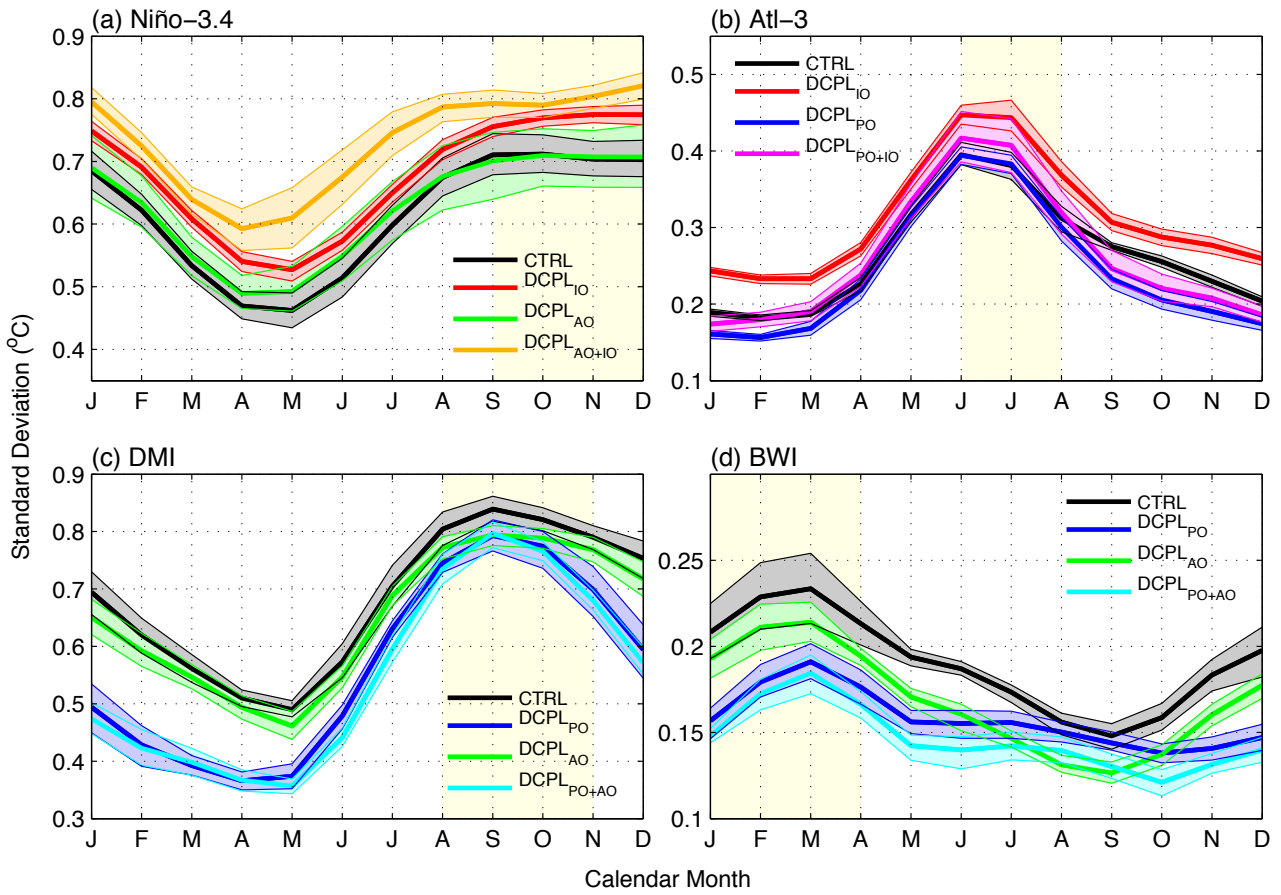 (a) Niño−3.4
0.9
0.8
0.7
0.6
0.5
0.4
J F M A M J J A S O N D
CTRL
DCPL_IO
DCPL_AO
DCPL_AO+IO
(b) Atl−3
0.5
0.4
0.3
0.2
0.1
J F M A M J J A S O N D
CTRL
DCPL_IO
DCPL_PO
DCPL_PO+IO
Standard Deviation (°C)
(c) DMI
0.9
0.8
0.7
0.6
0.5
0.4
0.3
J F M A M J J A S O N D
CTRL
DCPL_PO
DCPL_AO
DCPL_PO+AO
(d) BWI
0.25
0.2
0.15
0.1
J F M A M J J A S O N D
CTRL
DCPL_PO
DCPL_AO
DCPL_PO+AO
Calendar Month